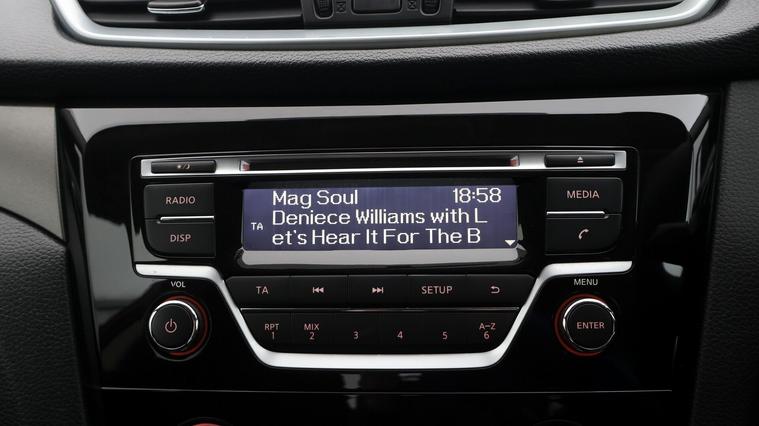 Mag Soul 18:58
TA
Deniece Williams with L
et's Hear It For The B
RADIO
DISP
MEDIA
VOL
MENU
TA
SETUP
ENTER
RPT
1
MIX
2
3
4
5
A-Z
6